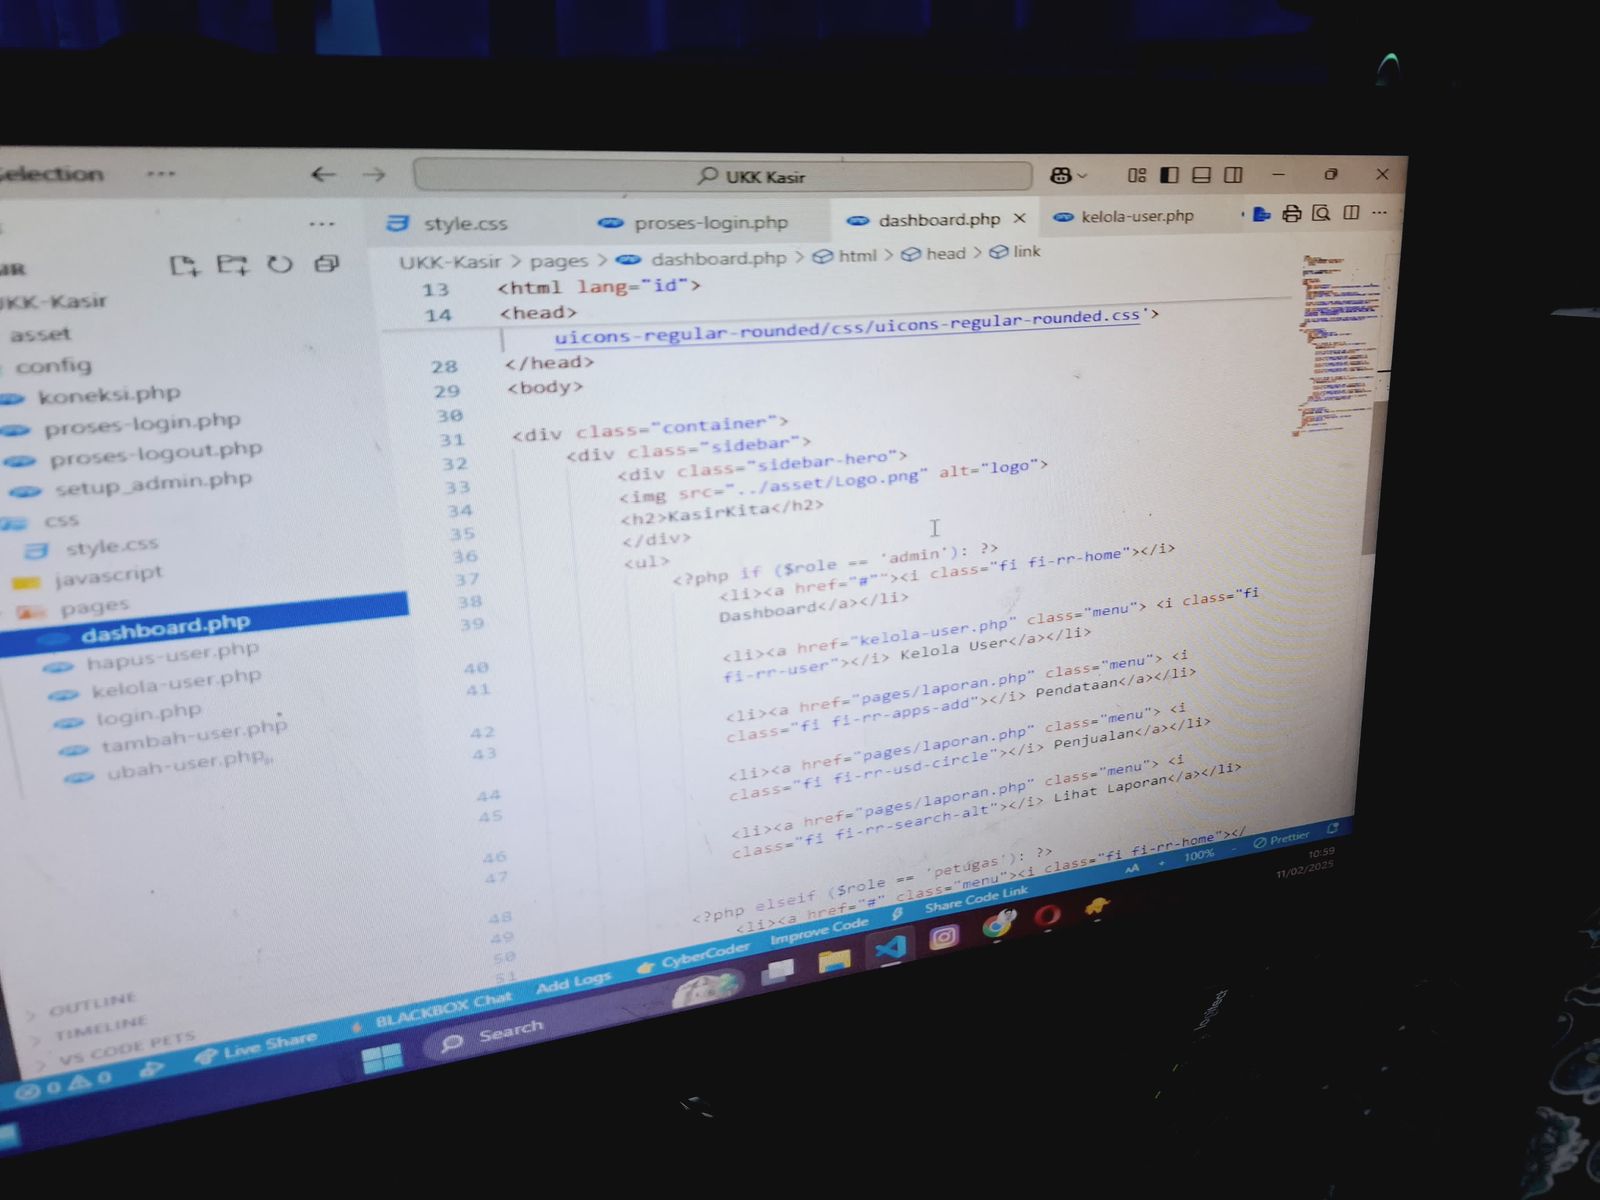 Selection ··· UKK Kasir
style.css proses-login.php dashboard.php kelola-user.php
UKK-Kasir > pages > dashboard.php > html > head > link
UKK-Kasir
asset
config
koneksi.php
proses-login.php
proses-logout.php
setup_admin.php
css
style.css
javascript
pages
dashboard.php
hapus-user.php
kelola-user.php
login.php
tambah-user.php
ubah-user.php
OUTLINE
TIMELINE
VS CODE PETS
13 <html lang="id">
14 <head>
uicons-regular-rounded/css/uicons-regular-rounded.css'>
28 </head>
29 <body>
30
31 <div class="container">
32 <div class="sidebar">
33 <div class="sidebar-hero">
34 <img src="../asset/Logo.png" alt="logo">
35 <h2>KasirKita</h2>
36 </div>
37 <ul>
38 <?php if ($role == 'admin'): ?>
39 <li><a href="#""><i class="fi fi-rr-home"></i>
Dashboard</a></li>
40
41 <li><a href="kelola-user.php" class="menu"> <i class="fi
fi-rr-user"></i> Kelola User</a></li>
42
43 <li><a href="pages/laporan.php" class="menu"> <i
class="fi fi-rr-apps-add"></i> Pendataan</a></li>
44
45 <li><a href="pages/laporan.php" class="menu"> <i
class="fi fi-rr-usd-circle"></i> Penjualan</a></li>
46
47 <li><a href="pages/laporan.php" class="menu"> <i
class="fi fi-rr-search-alt"></i> Lihat Laporan</a></li>
48
49
50 <?php elseif ($role == 'petugas'): ?>
51 <li><a href="#" class="menu"><i class="fi fi-rr-home"></
0 0 Live Share BLACKBOX Chat Add Logs CyberCoder Improve Code Share Code Link AA + 100% - Prettier
Search
10:59
11/02/2025